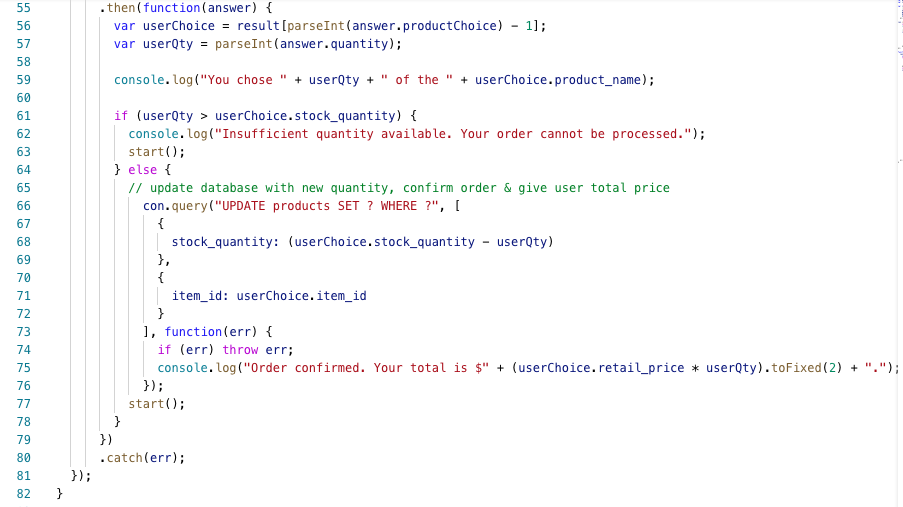 55 .then(function(answer) {
56 var userChoice = result[parseInt(answer.productChoice) - 1];
57 var userQty = parseInt(answer.quantity);
58
59 console.log("You chose " + userQty + " of the " + userChoice.product_name);
60
61 if (userQty > userChoice.stock_quantity) {
62 console.log("Insufficient quantity available. Your order cannot be processed.");
63 start();
64 } else {
65 // update database with new quantity, confirm order & give user total price
66 con.query("UPDATE products SET ? WHERE ?", [
67 {
68 stock_quantity: (userChoice.stock_quantity - userQty)
69 },
70 {
71 item_id: userChoice.item_id
72 }
73 ], function(err) {
74 if (err) throw err;
75 console.log("Order confirmed. Your total is $" + (userChoice.retail_price * userQty).toFixed(2) + ".");
76 });
77 start();
78 }
79 })
80 .catch(err);
81 });
82 }